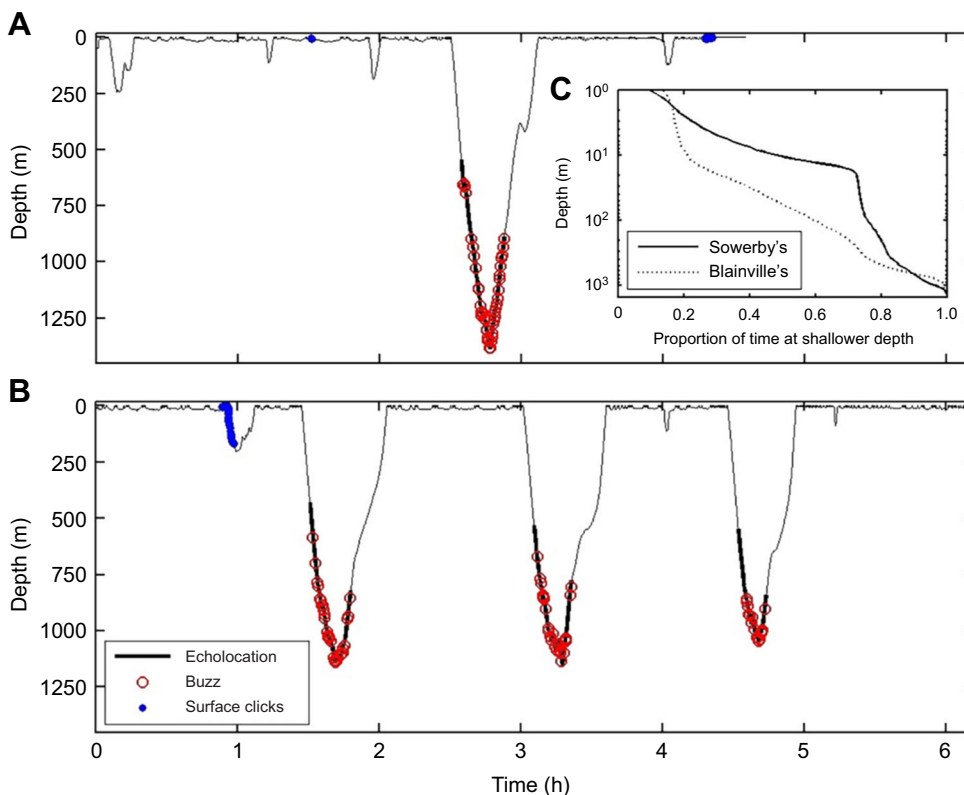 A
0
250
500
750
1000
1250
Depth (m)
C
10⁰
10¹
10²
10³
Depth (m)
Sowerby's
Blainville's
0 0.2 0.4 0.6 0.8 1.0
Proportion of time at shallower depth
B
0
250
500
750
1000
1250
Depth (m)
Echolocation
Buzz
Surface clicks
0 1 2 3 4 5 6
Time (h)